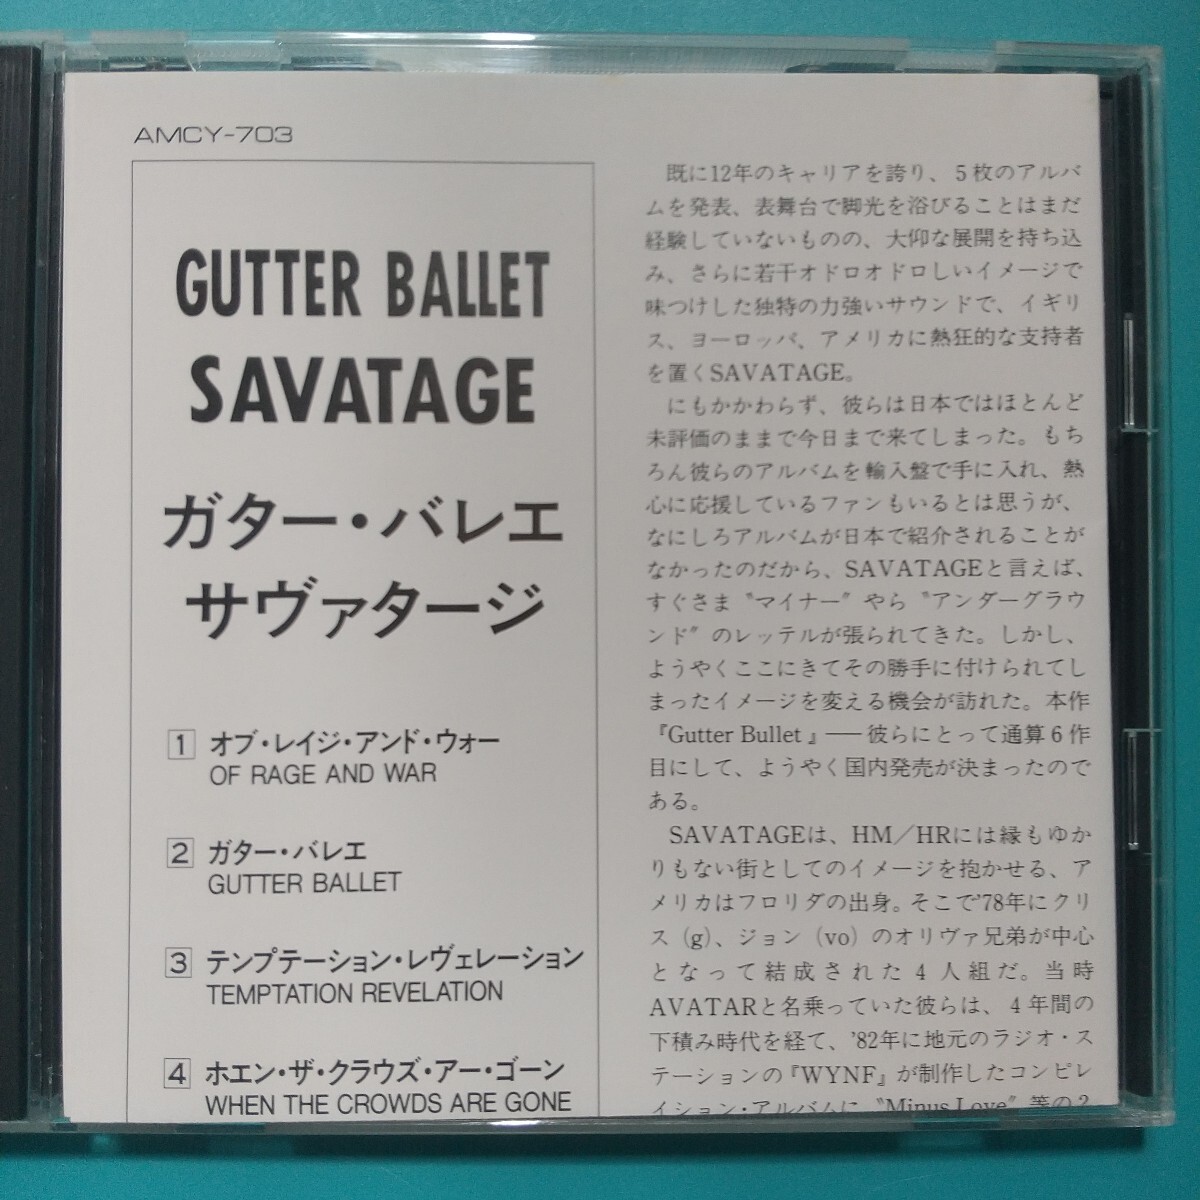 AMCY-703
GUTTER BALLET
SAVATAGE
ガター・バレエ
サヴァタージ
1 オブ・レイジ・アンド・ウォー
OF RAGE AND WAR
2 ガター・バレエ
GUTTER BALLET
3 テンプテーション・レヴェレーション
TEMPTATION REVELATION
4 ホエン・ザ・クラウズ・アー・ゴーン
WHEN THE CROWDS ARE GONE
既に12年のキャリアを誇り、5枚のアルバ
ムを発表、表舞台で脚光を浴びることはまだ
経験していないものの、大仰な展開を持ち込
み、さらに若干オドロオドロしいイメージで
味つけした独特の力強いサウンドで、イギリ
ス、ヨーロッパ、アメリカに熱狂的な支持者
を置くSAVATAGE。
にもかかわらず、彼らは日本ではほとんど
未評価のままで今日まで来てしまった。もち
ろん彼らのアルバムを輸入盤で手に入れ、熱
心に応援しているファンもいるとは思うが、
なにしろアルバムが日本で紹介されることが
なかったのだから、SAVATAGEと言えば、
すぐさま〝マイナー〟やら〝アンダーグラウ
ンド〟のレッテルが張られてきた。しかし、
ようやくここにきてその勝手に付けられてし
まったイメージを変える機会が訪れた。本作
『Gutter Bullet』──彼らにとって通算6作
目にして、ようやく国内発売が決まったので
ある。
SAVATAGEは、HM／HRには縁もゆか
りもない街としてのイメージを抱かせる、ア
メリカはフロリダの出身。そこで'78年にクリ
ス (g)、ジョン (vo) のオリヴァ兄弟が中心
となって結成された4人組だ。当時
AVATARと名乗っていた彼らは、4年間の
下積み時代を経て、'82年に地元のラジオ・ス
テーションの『WYNF』が制作したコンピレ
イション・アルバムに〝Minus Love〟等の2